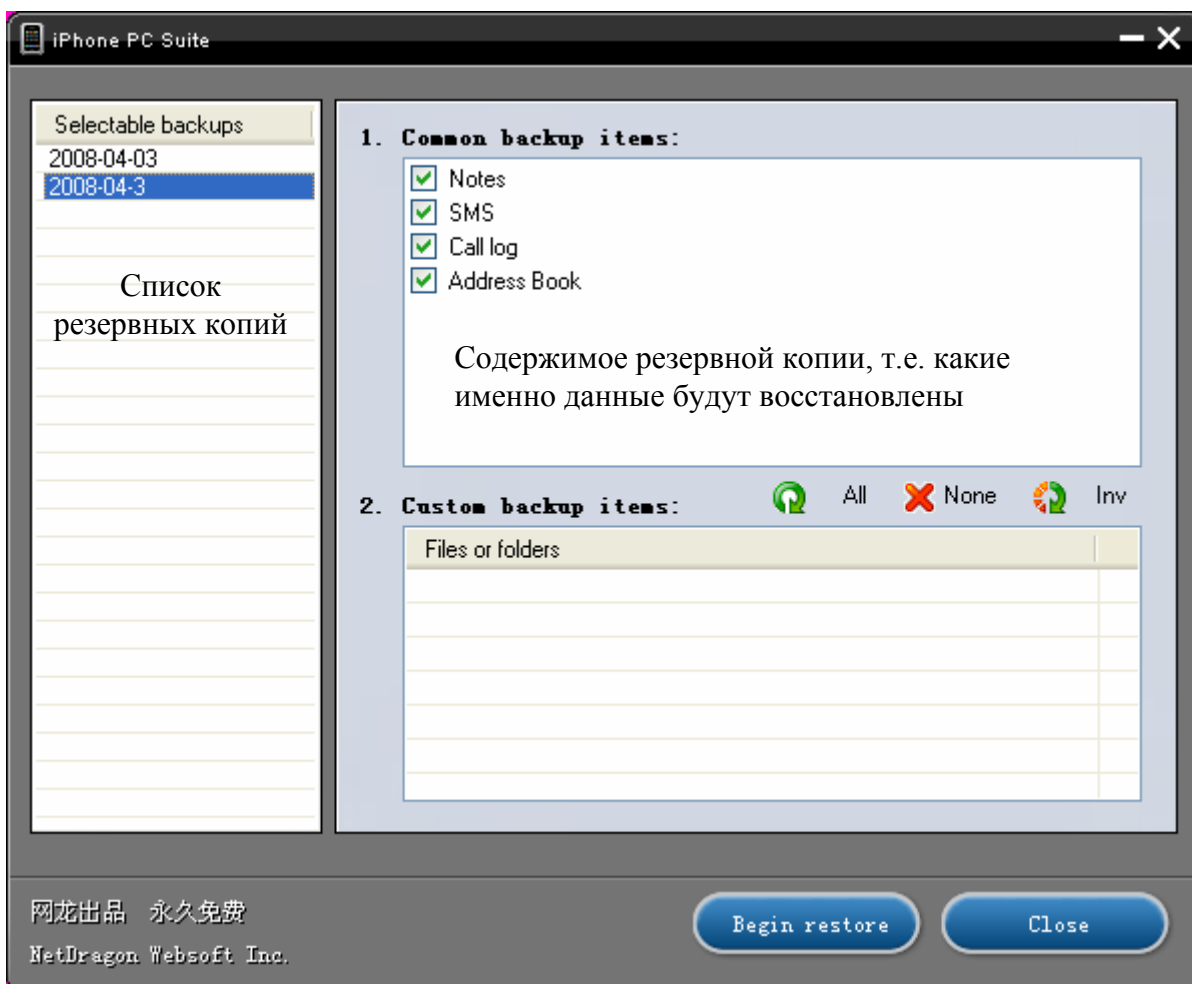 iPhone PC Suite
Selectable backups
2008-04-03
2008-04-3
Список
резервных копий
1. Common backup items:
Notes
SMS
Call log
Address Book
Содержимое резервной копии, т.е. какие
именно данные будут восстановлены
2. Custom backup items:
All
None
Inv
Files or folders
网龙出品 永久免费
NetDragon Websoft Inc.
Begin restore
Close